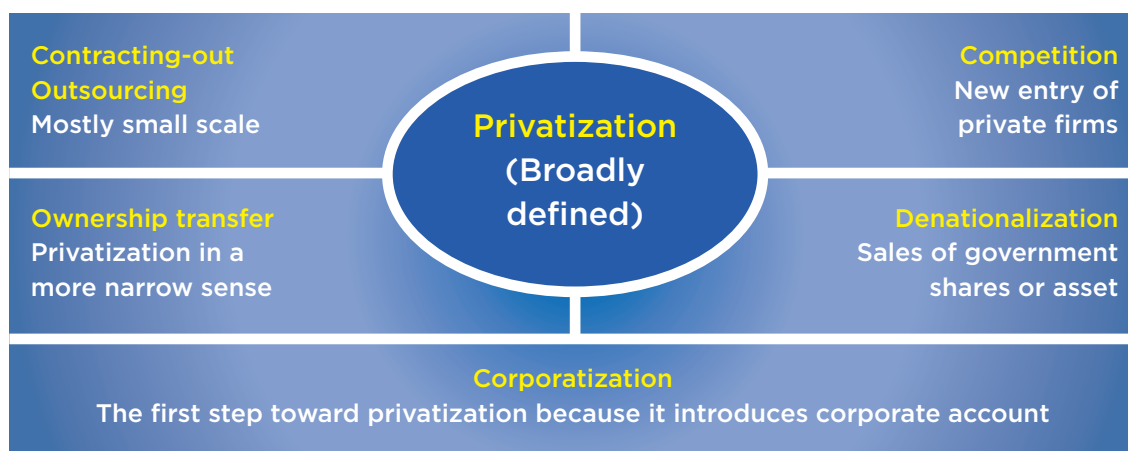 Contracting-out
Outsourcing
Mostly small scale
Privatization
(Broadly
defined)
Competition
New entry of
private firms
Ownership transfer
Privatization in a
more narrow sense
Denationalization
Sales of government
shares or asset
Corporatization
The first step toward privatization because it introduces corporate account